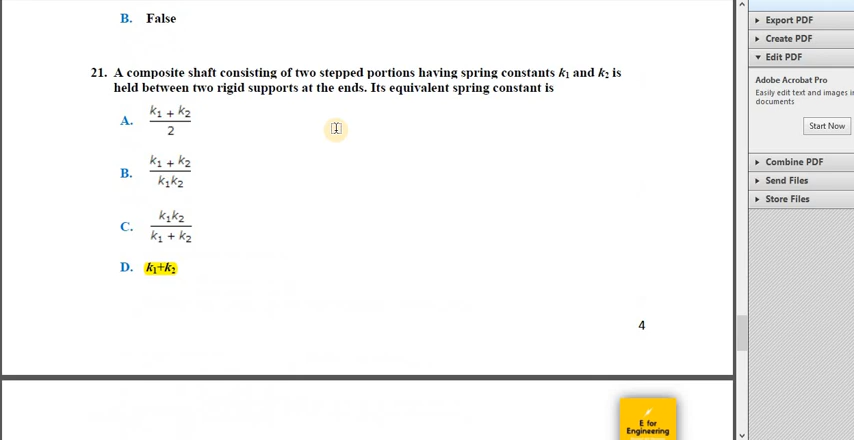 B. False
21. A composite shaft consisting of two stepped portions having spring constants k₁ and k₂ is
held between two rigid supports at the ends. Its equivalent spring constant is
A. k₁ + k₂
2
B. k₁ + k₂
k₁k₂
C. k₁k₂
k₁ + k₂
D. k₁+k₂
4
E for
Engineering
Export PDF
Create PDF
Edit PDF
Adobe Acrobat Pro
Easily edit text and images i
documents
Start Now
Combine PDF
Send Files
Store Files